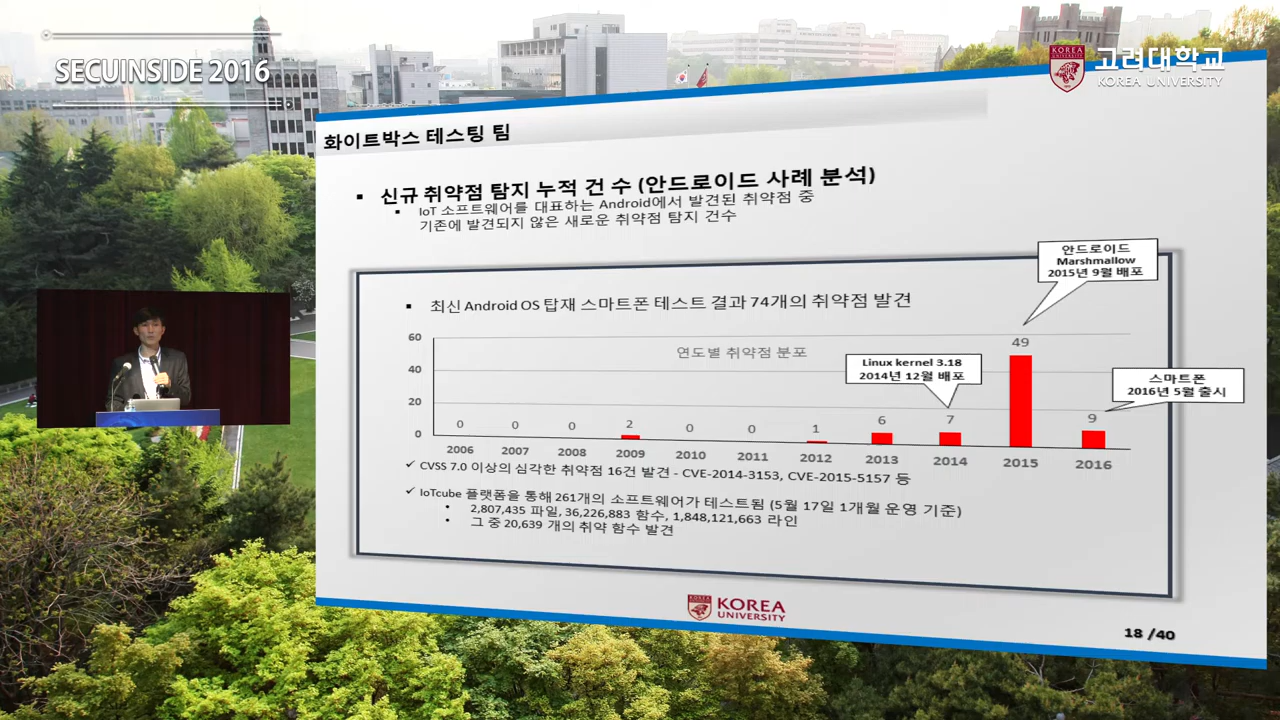 SECUINSIDE 2016
KOREA
고려대학교
KOREA UNIVERSITY
화이트박스 테스팅 팀
▪ 신규 취약점 탐지 누적 건 수 (안드로이드 사례 분석)
▪ IoT 소프트웨어를 대표하는 Android에서 발견된 취약점 중
기존에 발견되지 않은 새로운 취약점 탐지 건수
안드로이드
Marshmallow
2015년 9월 배포
▪ 최신 Android OS 탑재 스마트폰 테스트 결과 74개의 취약점 발견
연도별 취약점 분포
60
40
20
0
Linux kernel 3.18
2014년 12월 배포
스마트폰
2016년 5월 출시
0 0 0 2 0 0 1 6 7 49 9
2006 2007 2008 2009 2010 2011 2012 2013 2014 2015 2016
✓ CVSS 7.0 이상의 심각한 취약점 16건 발견 - CVE-2014-3153, CVE-2015-5157 등
✓ IoTcube 플랫폼을 통해 261개의 소프트웨어가 테스트됨 (5월 17일 1개월 운영 기준)
• 2,807,435 파일, 36,226,883 함수, 1,848,121,663 라인
• 그 중 20,639 개의 취약 함수 발견
KOREA
UNIVERSITY
18 /40